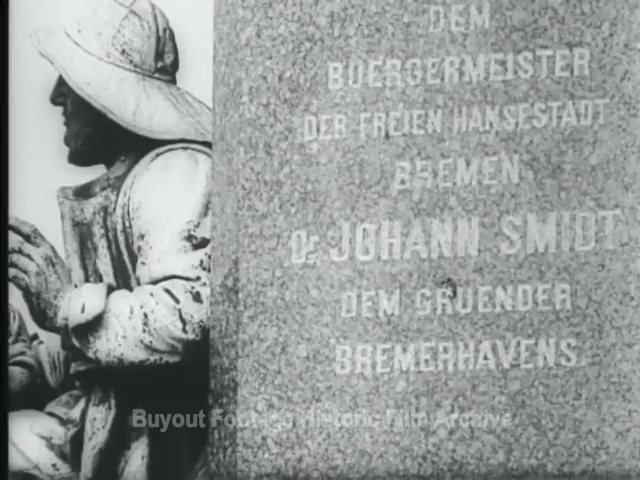 DEM
BUERGERMEISTER
DER FREIEN HANSESTADT
BREMEN
Dr. JOHANN SMIDT
DEM GRUENDER
BREMERHAVENS
Buyout Footage Historic Film Archive